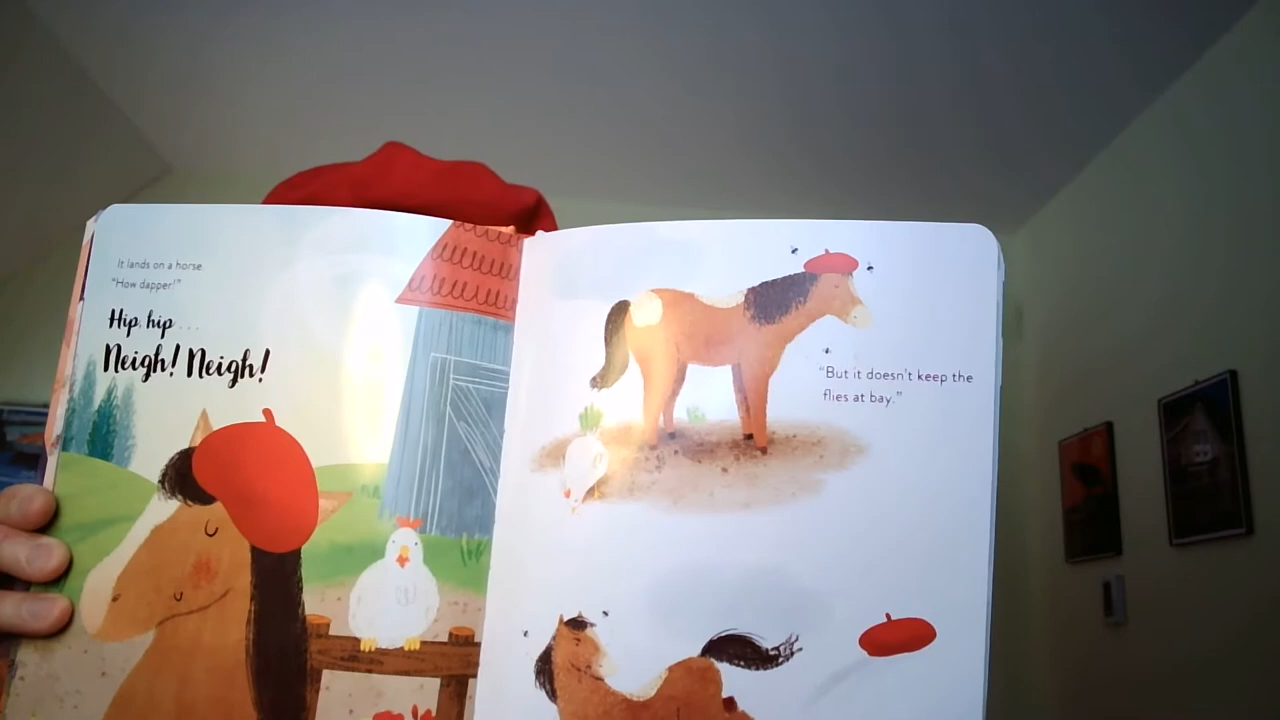 It lands on a horse.
"How dapper!"
Hip, hip . . .
Neigh! Neigh!
"But it doesn't keep the
flies at bay."